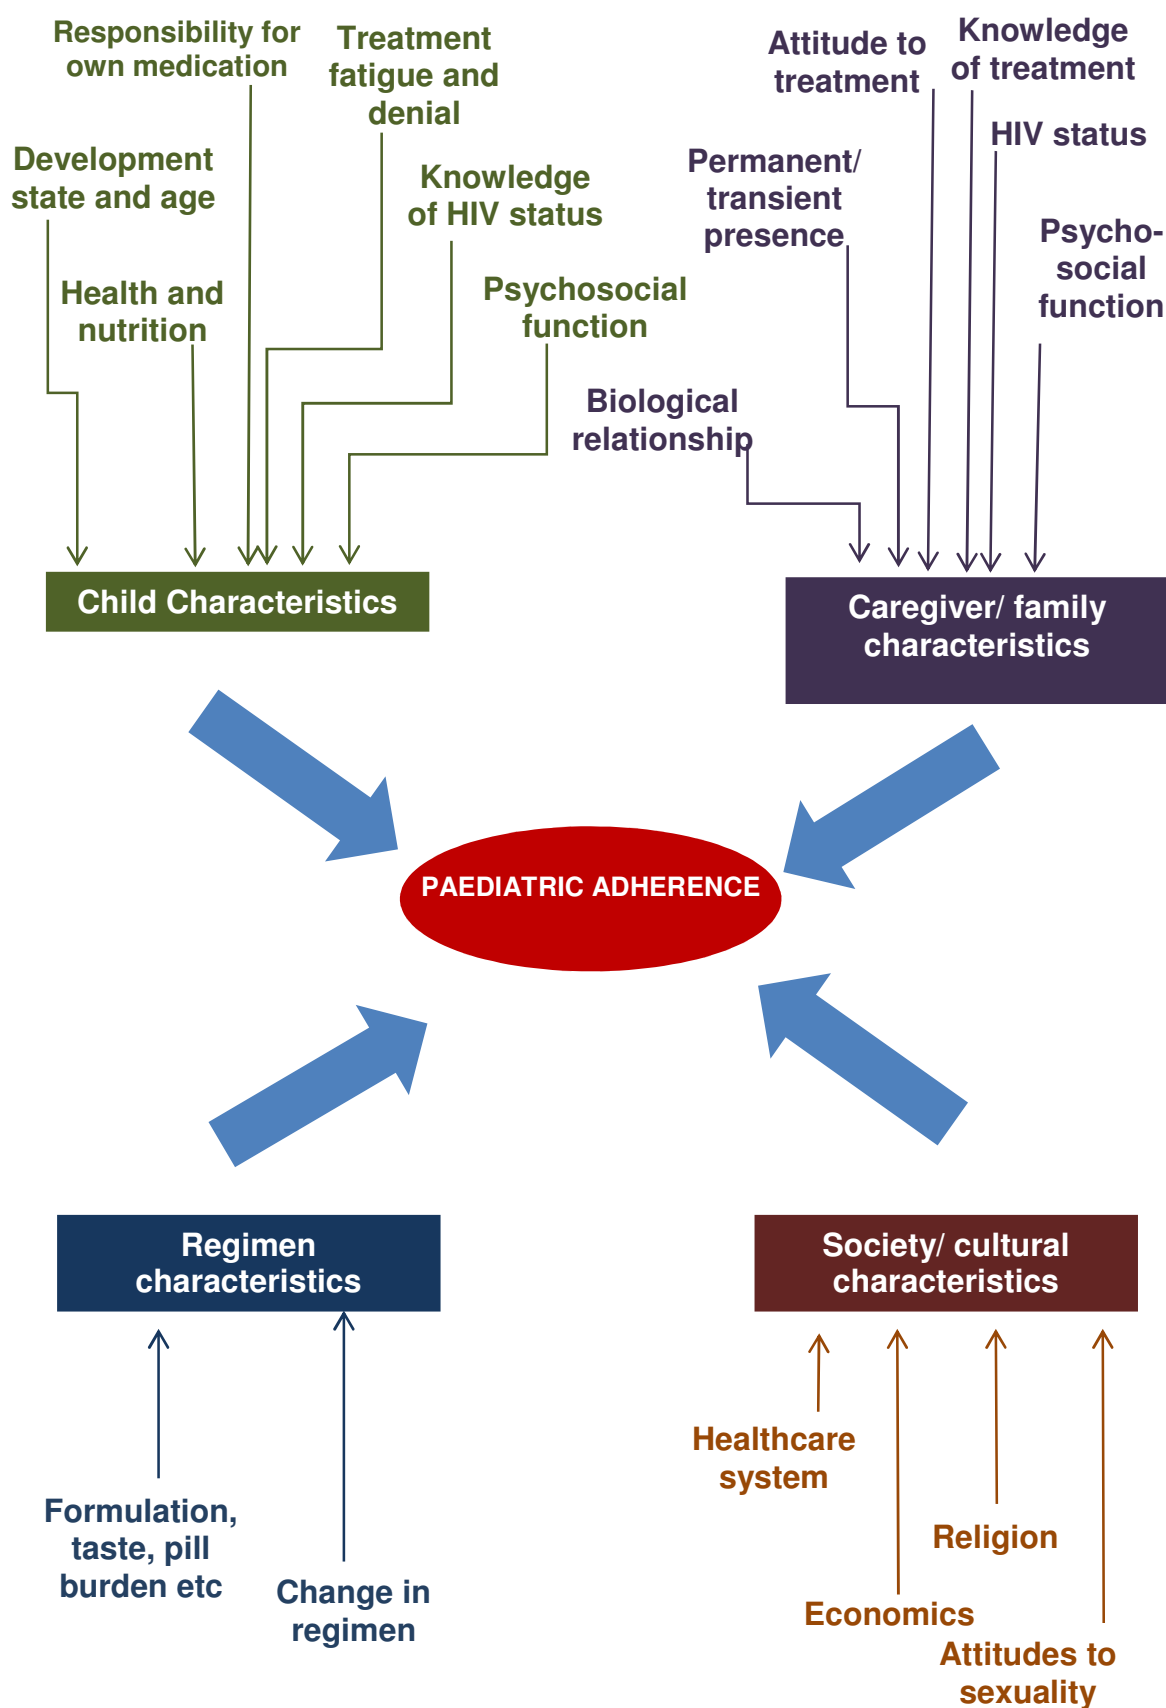 Responsibility for
own medication
Treatment
fatigue and
denial
Development
state and age
Knowledge
of HIV status
Health and
nutrition
Psychosocial
function
Attitude to
treatment
Knowledge
of treatment
HIV status
Permanent/
transient
presence
Psycho-
social
function
Biological
relationship
Child Characteristics
Caregiver/ family
characteristics
PAEDIATRIC ADHERENCE
Regimen
characteristics
Society/ cultural
characteristics
Formulation,
taste, pill
burden etc
Change in
regimen
Healthcare
system
Religion
Economics
Attitudes to
sexuality